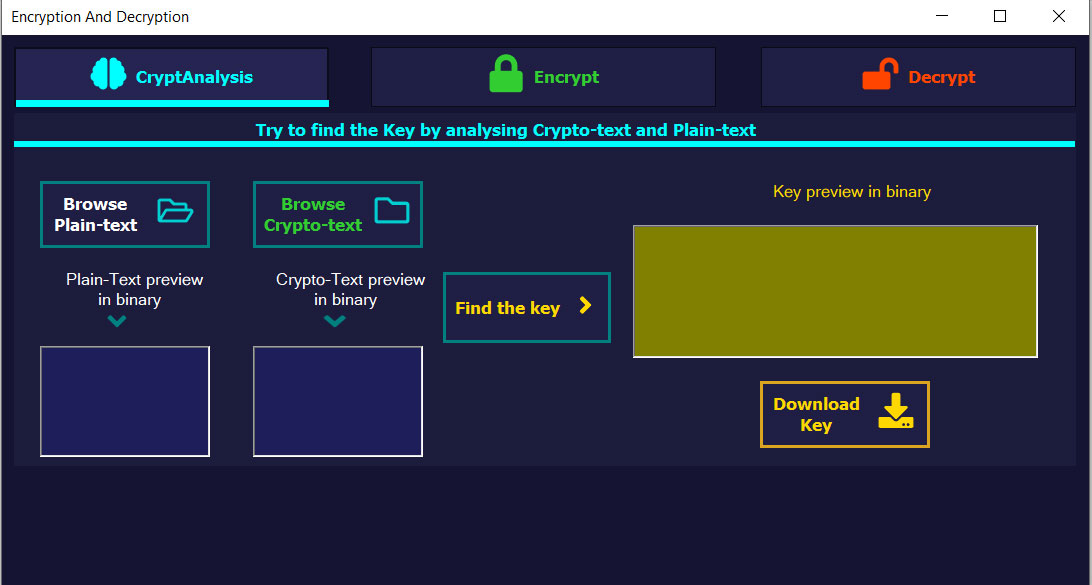 Encryption And Decryption
CryptAnalysis
Encrypt
Decrypt
Try to find the Key by analysing Crypto-text and Plain-text
Browse
Plain-text
Browse
Crypto-text
Plain-Text preview
in binary
Crypto-Text preview
in binary
Find the key
Key preview in binary
Download
Key